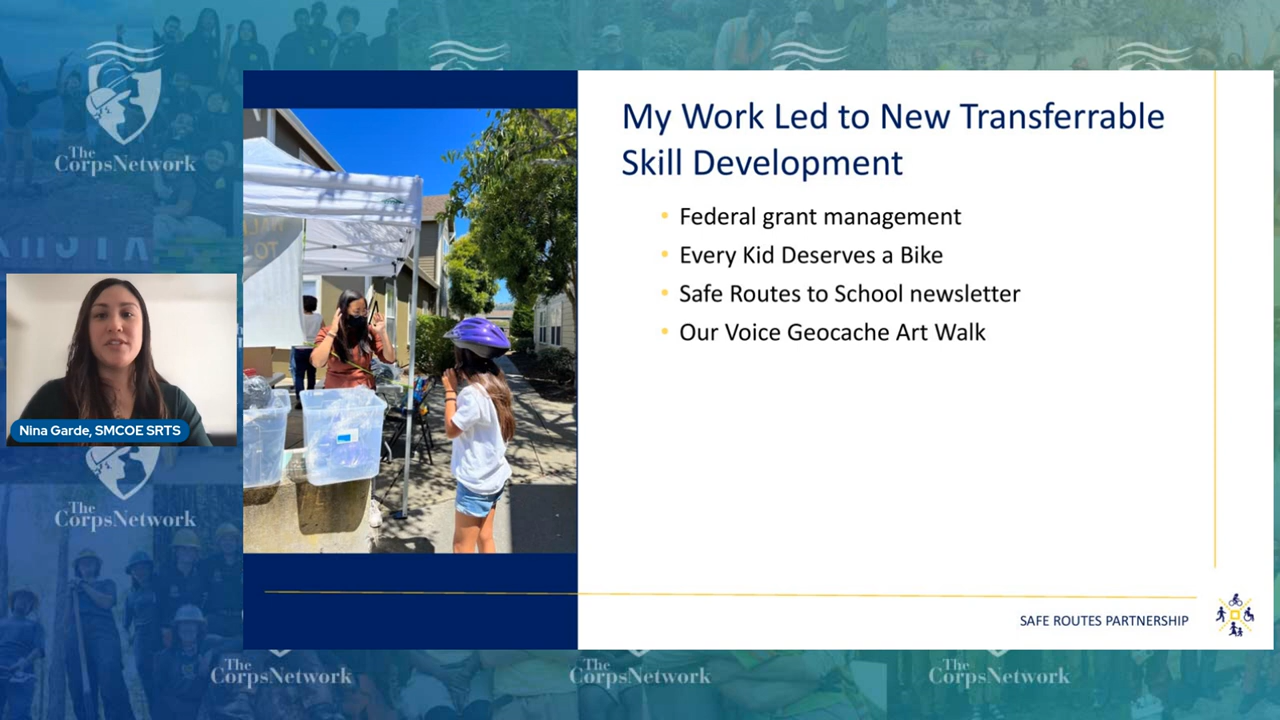 The
CorpsNetwork
My Work Led to New Transferrable
Skill Development
• Federal grant management
• Every Kid Deserves a Bike
• Safe Routes to School newsletter
• Our Voice Geocache Art Walk
Nina Garde, SMCOE SRTS
The
CorpsNetwork
SAFE ROUTES PARTNERSHIP
The
CorpsNetwork
The
CorpsNetwork
The
CorpsNetwork